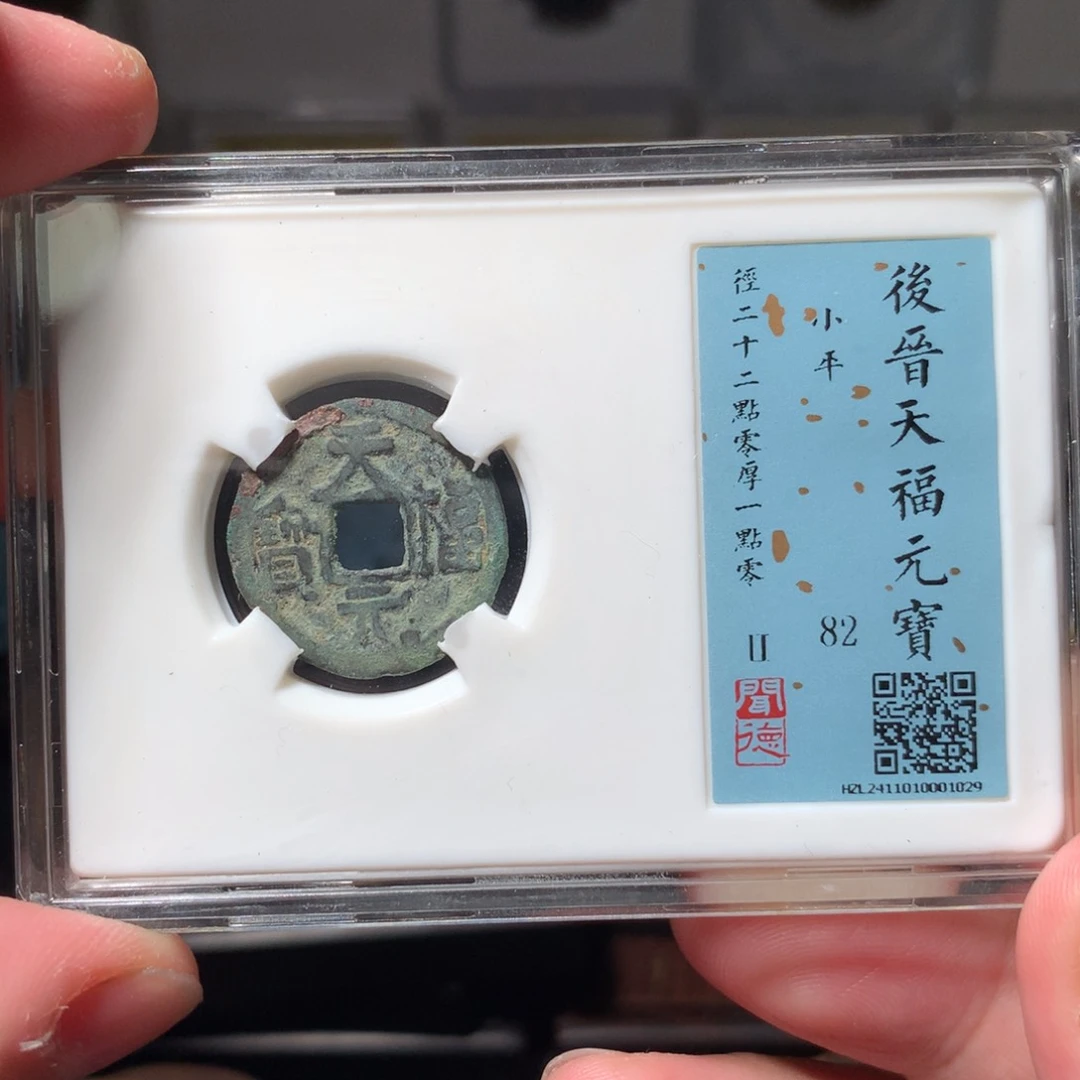 天福元寶
後晉天福元寶
小平
82
徑二十二點零厚一點零
II
聞德
HZL2411010001029